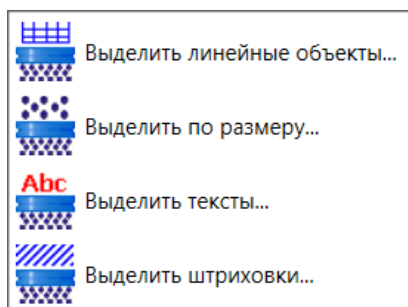 Выделить линейные объекты...
Выделить по размеру...
Abc
Выделить тексты...
Выделить штриховки...